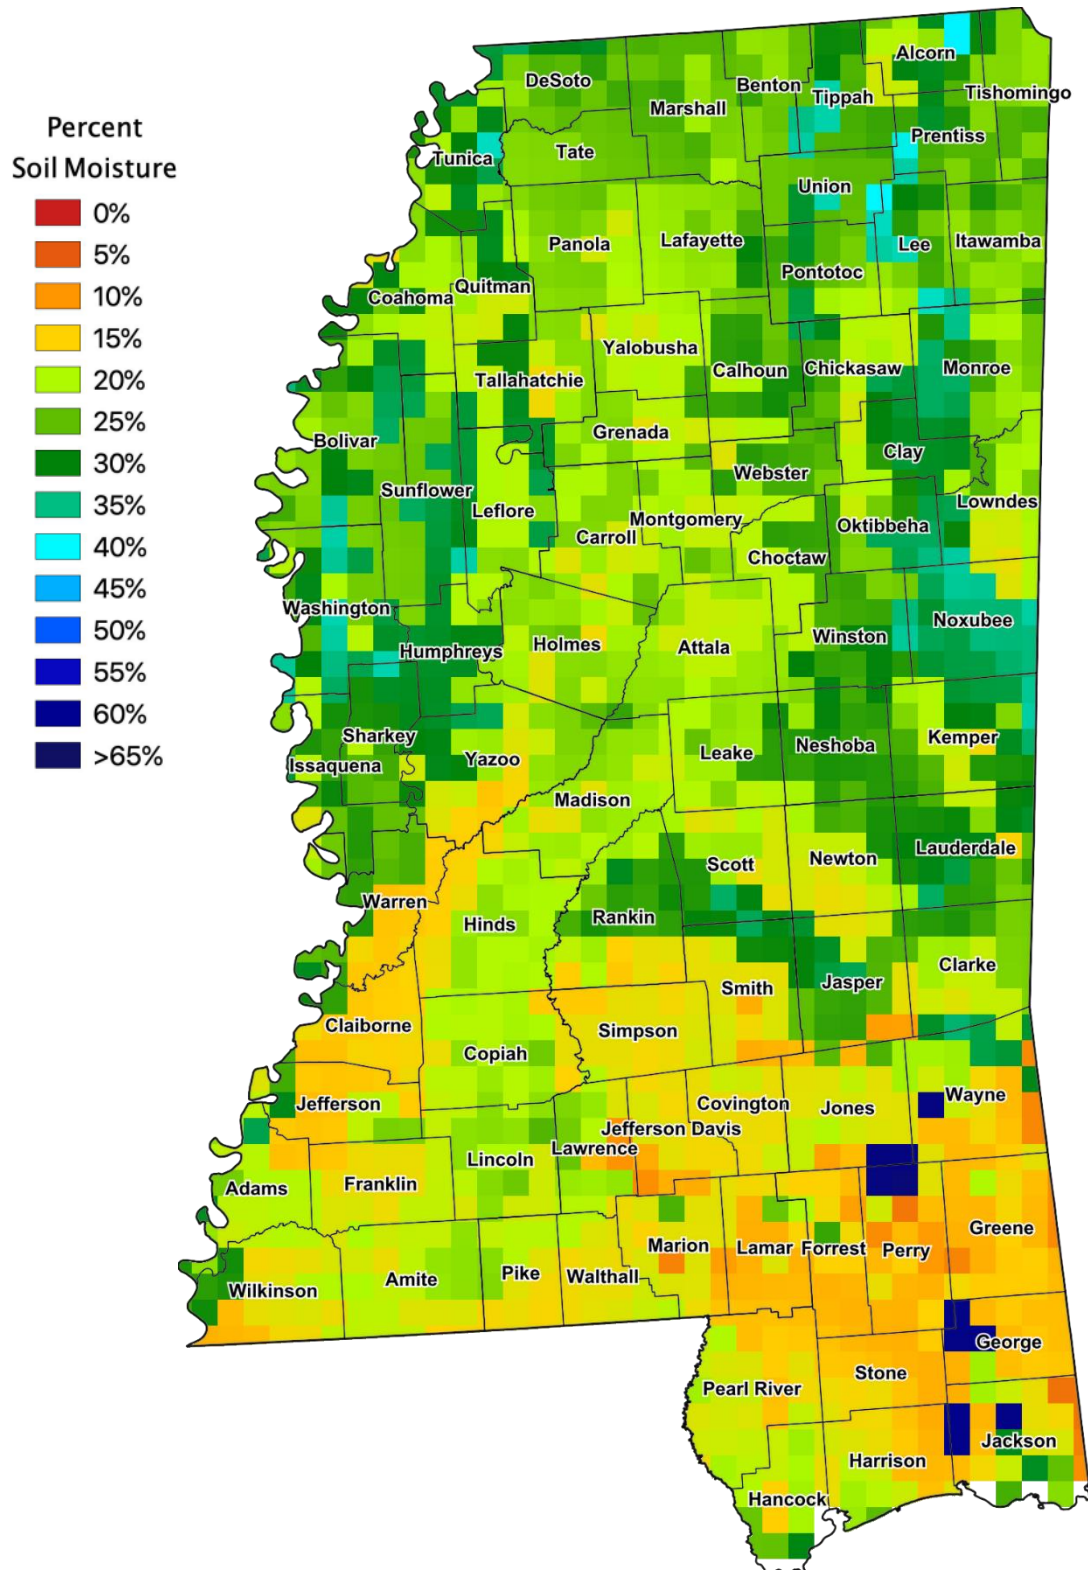 Percent
Soil Moisture
0%
5%
10%
15%
20%
25%
30%
35%
40%
45%
50%
55%
60%
>65%
Alcorn
DeSoto
Benton
Tippah
Tishomingo
Marshall
Prentiss
Tunica
Tate
Union
Panola
Lafayette
Lee
Itawamba
Pontotoc
Quitman
Coahoma
Yalobusha
Calhoun
Chickasaw
Monroe
Tallahatchie
Grenada
Bolivar
Clay
Webster
Sunflower
Lowndes
Leflore
Montgomery
Oktibbeha
Carroll
Choctaw
Washington
Noxubee
Winston
Humphreys
Holmes
Attala
Sharkey
Kemper
Neshoba
Leake
Yazoo
Issaquena
Madison
Lauderdale
Newton
Scott
Warren
Rankin
Hinds
Clarke
Jasper
Smith
Claiborne
Simpson
Copiah
Wayne
Jefferson
Covington
Jones
Jefferson Davis
Lawrence
Lincoln
Franklin
Adams
Greene
Marion
Lamar
Forrest
Perry
Pike
Walthall
Amite
Wilkinson
George
Stone
Pearl River
Jackson
Harrison
Hancock